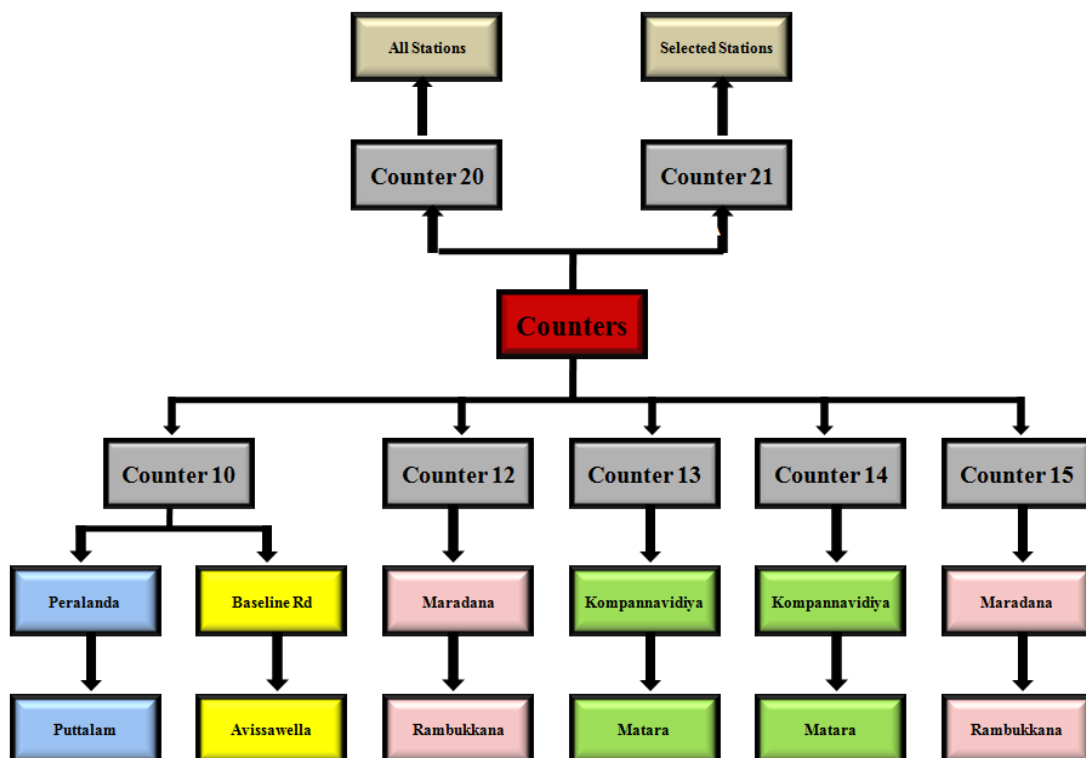 All Stations
Selected Stations
Counter 20
Counter 21
Counters
Counter 10
Counter 12
Counter 13
Counter 14
Counter 15
Peralanda
Baseline Rd
Maradana
Kompannavidiya
Kompannavidiya
Maradana
Puttalam
Avissawella
Rambukkana
Matara
Matara
Rambukkana